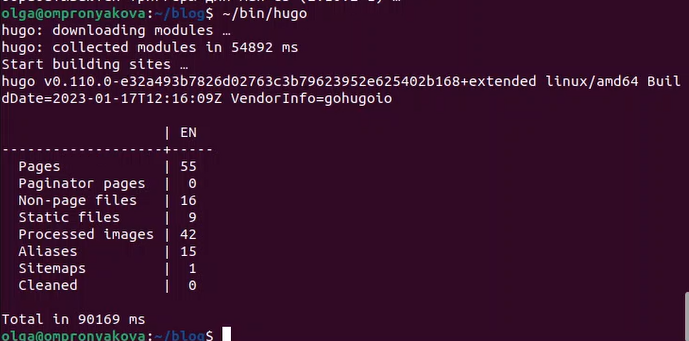 olga@ompronyakova:~/blog$ ~/bin/hugo
hugo: downloading modules …
hugo: collected modules in 54892 ms
Start building sites …
hugo v0.110.0-e32a493b7826d02763c3b79623952e625402b168+extended linux/amd64 Buil
dDate=2023-01-17T12:16:09Z VendorInfo=gohugoio
| EN
-------------------+-----
Pages | 55
Paginator pages | 0
Non-page files | 16
Static files | 9
Processed images | 42
Aliases | 15
Sitemaps | 1
Cleaned | 0
Total in 90169 ms
olga@ompronyakova:~/blog$